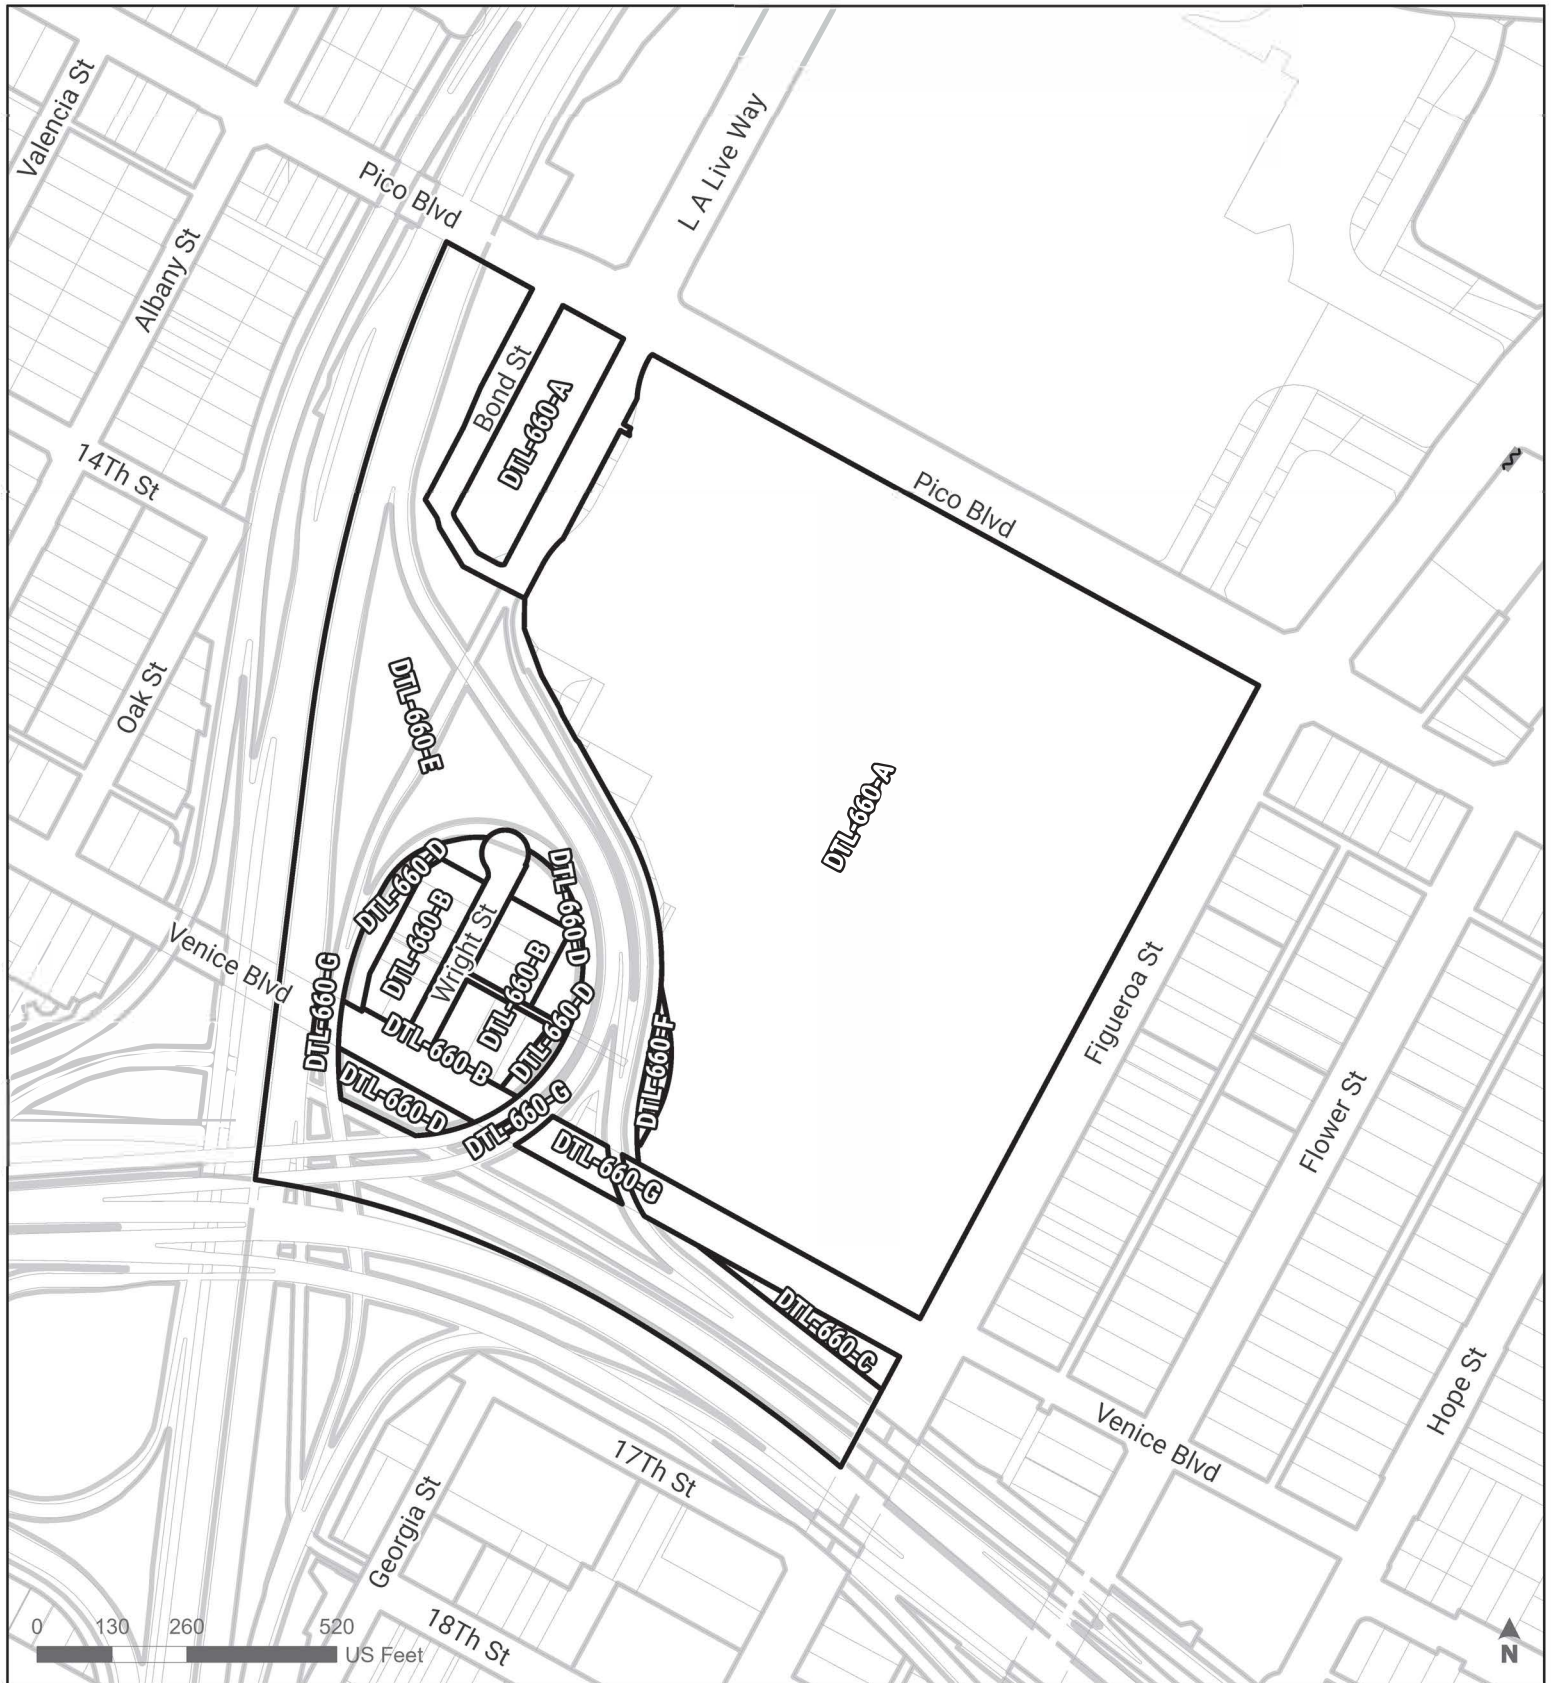 Valencia St
Pico Blvd
L A Live Way
Albany St
Bond St
DTL-660-A
14Th St
Pico Blvd
Oak St
DTL-660-E
DTL-660-A
DTL-660-D
DTL-660-B
Wright St
DTL-660-D
DTL-660-B
Venice Blvd
DTL-660-G
DTL-660-B
DTL-660-D
DTL-660-D
DTL-660-G
DTL-660-F
DTL-660-G
Figueroa St
Flower St
DTL-660-C
Hope St
Venice Blvd
17Th St
Georgia St
18Th St
0 130 260 520
US Feet
N